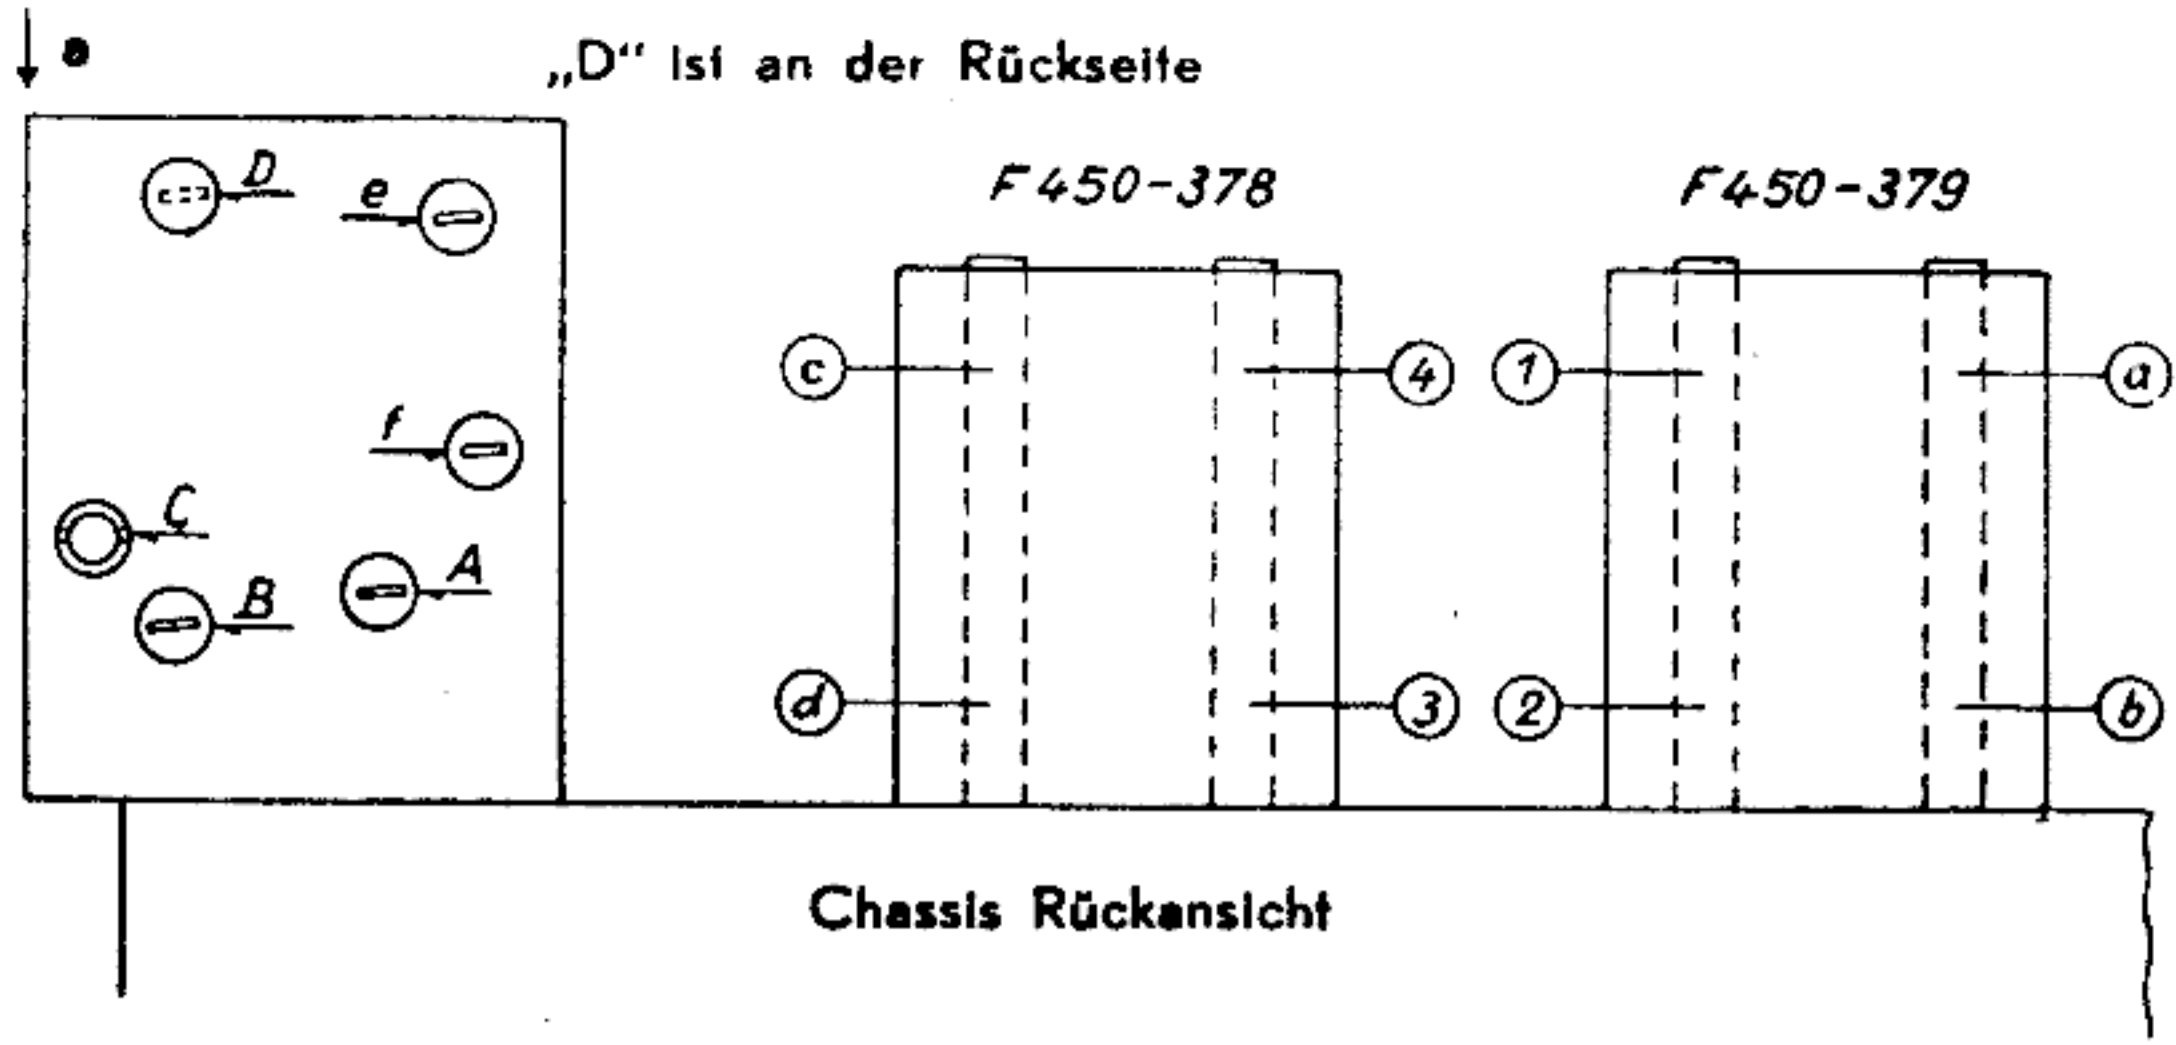 „D“ ist an der Rückseite
D
e
F450-378
F450-379
c
4
1
a
f
C
A
B
d
3
2
b
Chassis Rückansicht